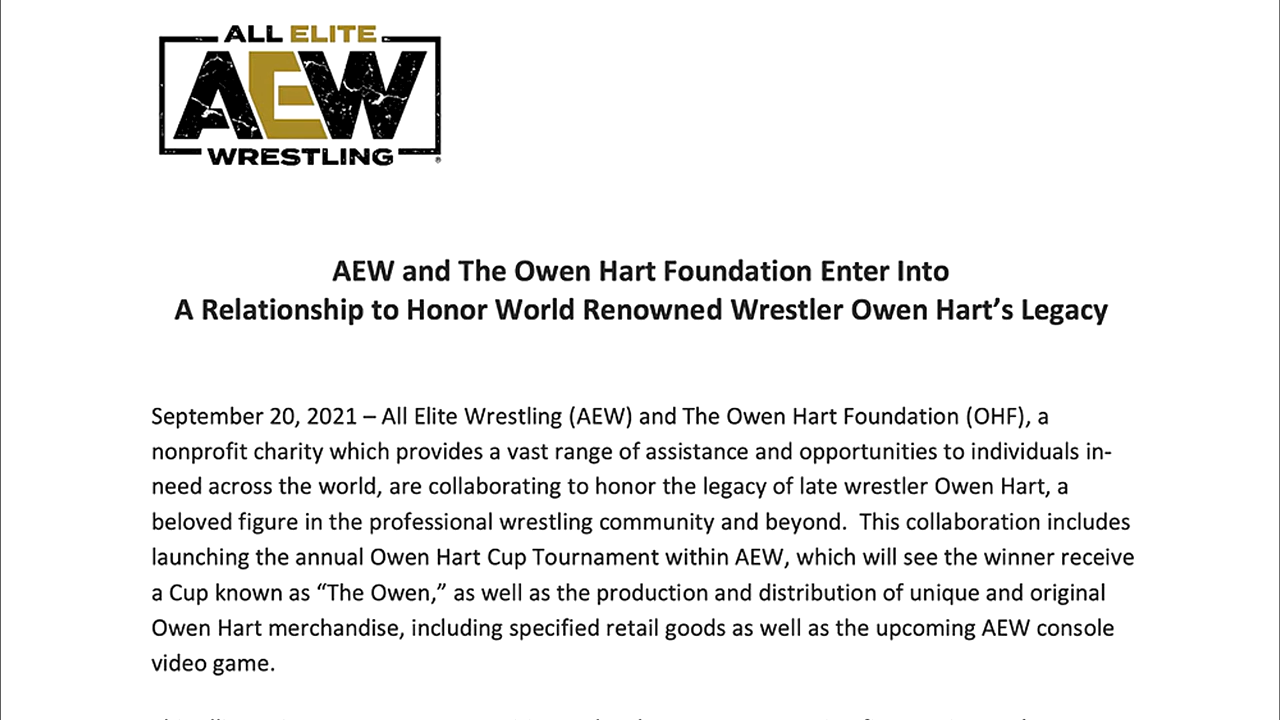 ALL ELITE
AEW
WRESTLING
AEW and The Owen Hart Foundation Enter Into
A Relationship to Honor World Renowned Wrestler Owen Hart’s Legacy
September 20, 2021 – All Elite Wrestling (AEW) and The Owen Hart Foundation (OHF), a
nonprofit charity which provides a vast range of assistance and opportunities to individuals in-
need across the world, are collaborating to honor the legacy of late wrestler Owen Hart, a
beloved figure in the professional wrestling community and beyond.  This collaboration includes
launching the annual Owen Hart Cup Tournament within AEW, which will see the winner receive
a Cup known as “The Owen,” as well as the production and distribution of unique and original
Owen Hart merchandise, including specified retail goods as well as the upcoming AEW console
video game.